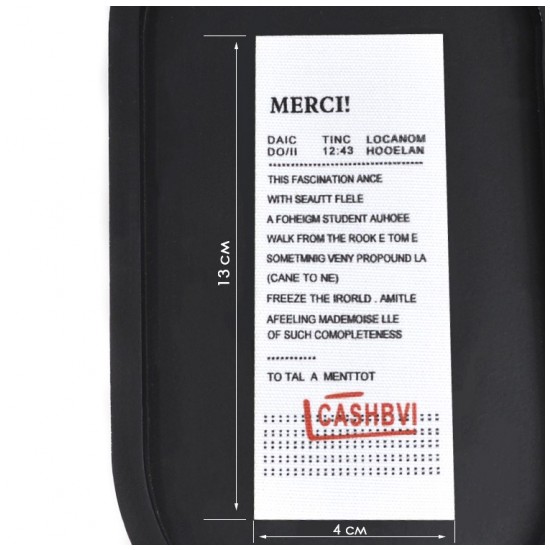 MERCI!
DAIC TINC LOCANOM
DO/II 12:43 HOOELAN
THIS FASCINATION ANCE
WITH SEAUTT FLELE
A FOHEIGM STUDENT AUHOEE
WALK FROM THE ROOK E TOM E
SOMETMNIG VENY PROPOUND LA
(CANE TO NE)
FREEZE THE IRORLD . AMITLE
AFEELING MADEMOISE LLE
OF SUCH COMOPLETENESS
TO TAL A MENTTOT
CASHBVI
13 см
4 см